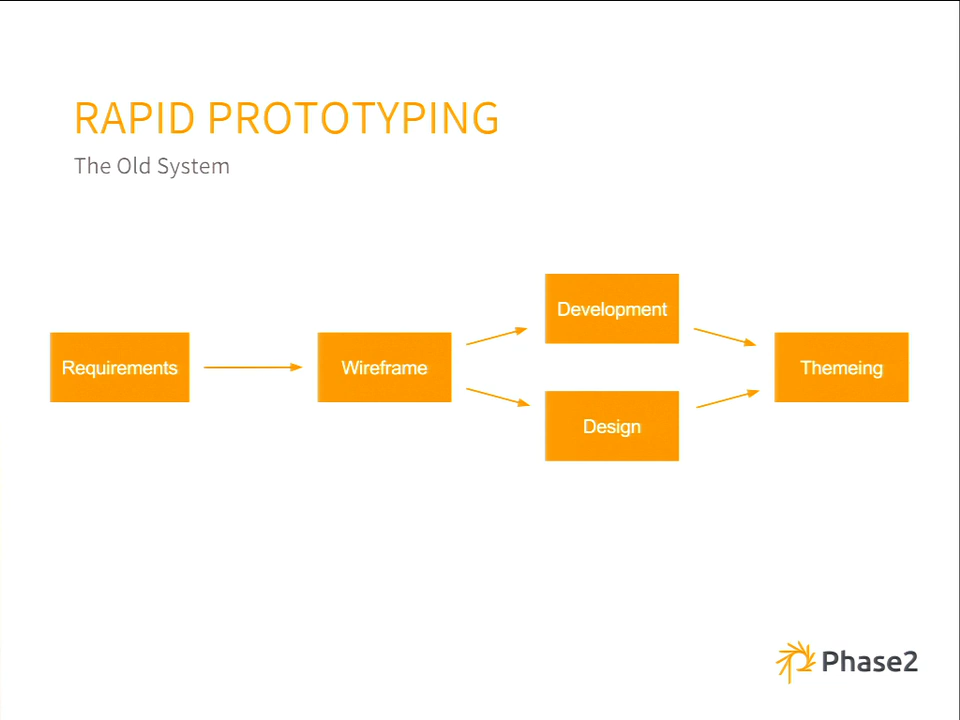 RAPID PROTOTYPING
The Old System
Requirements
Wireframe
Development
Design
Themeing
Phase2